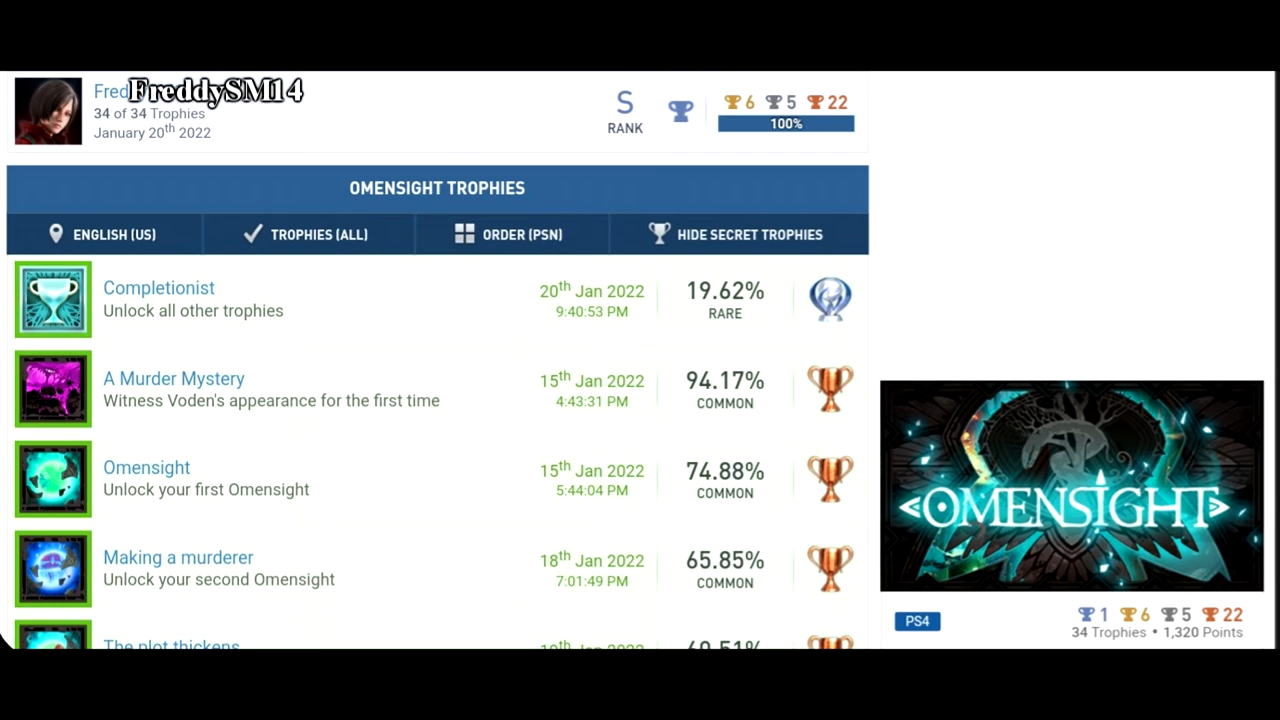 Fred
FreddySM14
34 of 34 Trophies
January 20th 2022
S
RANK
6 5 22
100%
OMENSIGHT TROPHIES
ENGLISH (US) TROPHIES (ALL) ORDER (PSN) HIDE SECRET TROPHIES
Completionist
Unlock all other trophies
20th Jan 2022
9:40:53 PM
19.62%
RARE
A Murder Mystery
Witness Voden's appearance for the first time
15th Jan 2022
4:43:31 PM
94.17%
COMMON
Omensight
Unlock your first Omensight
15th Jan 2022
5:44:04 PM
74.88%
COMMON
Making a murderer
Unlock your second Omensight
18th Jan 2022
7:01:49 PM
65.85%
COMMON
The plot thickens
OMENSIGHT
PS4
1 6 5 22
34 Trophies • 1,320 Points